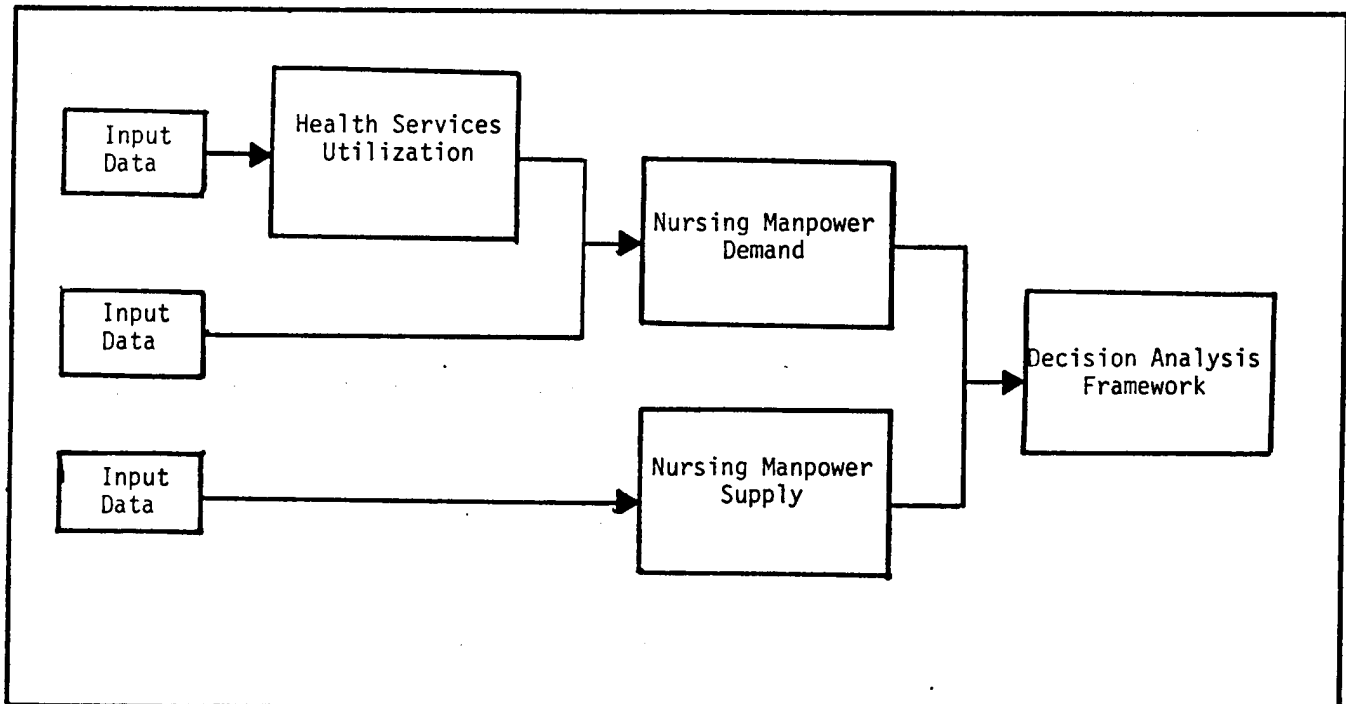 Input
Data
Health Services
Utilization
Nursing Manpower
Demand
Input
Data
Decision Analysis
Framework
Input
Data
Nursing Manpower
Supply